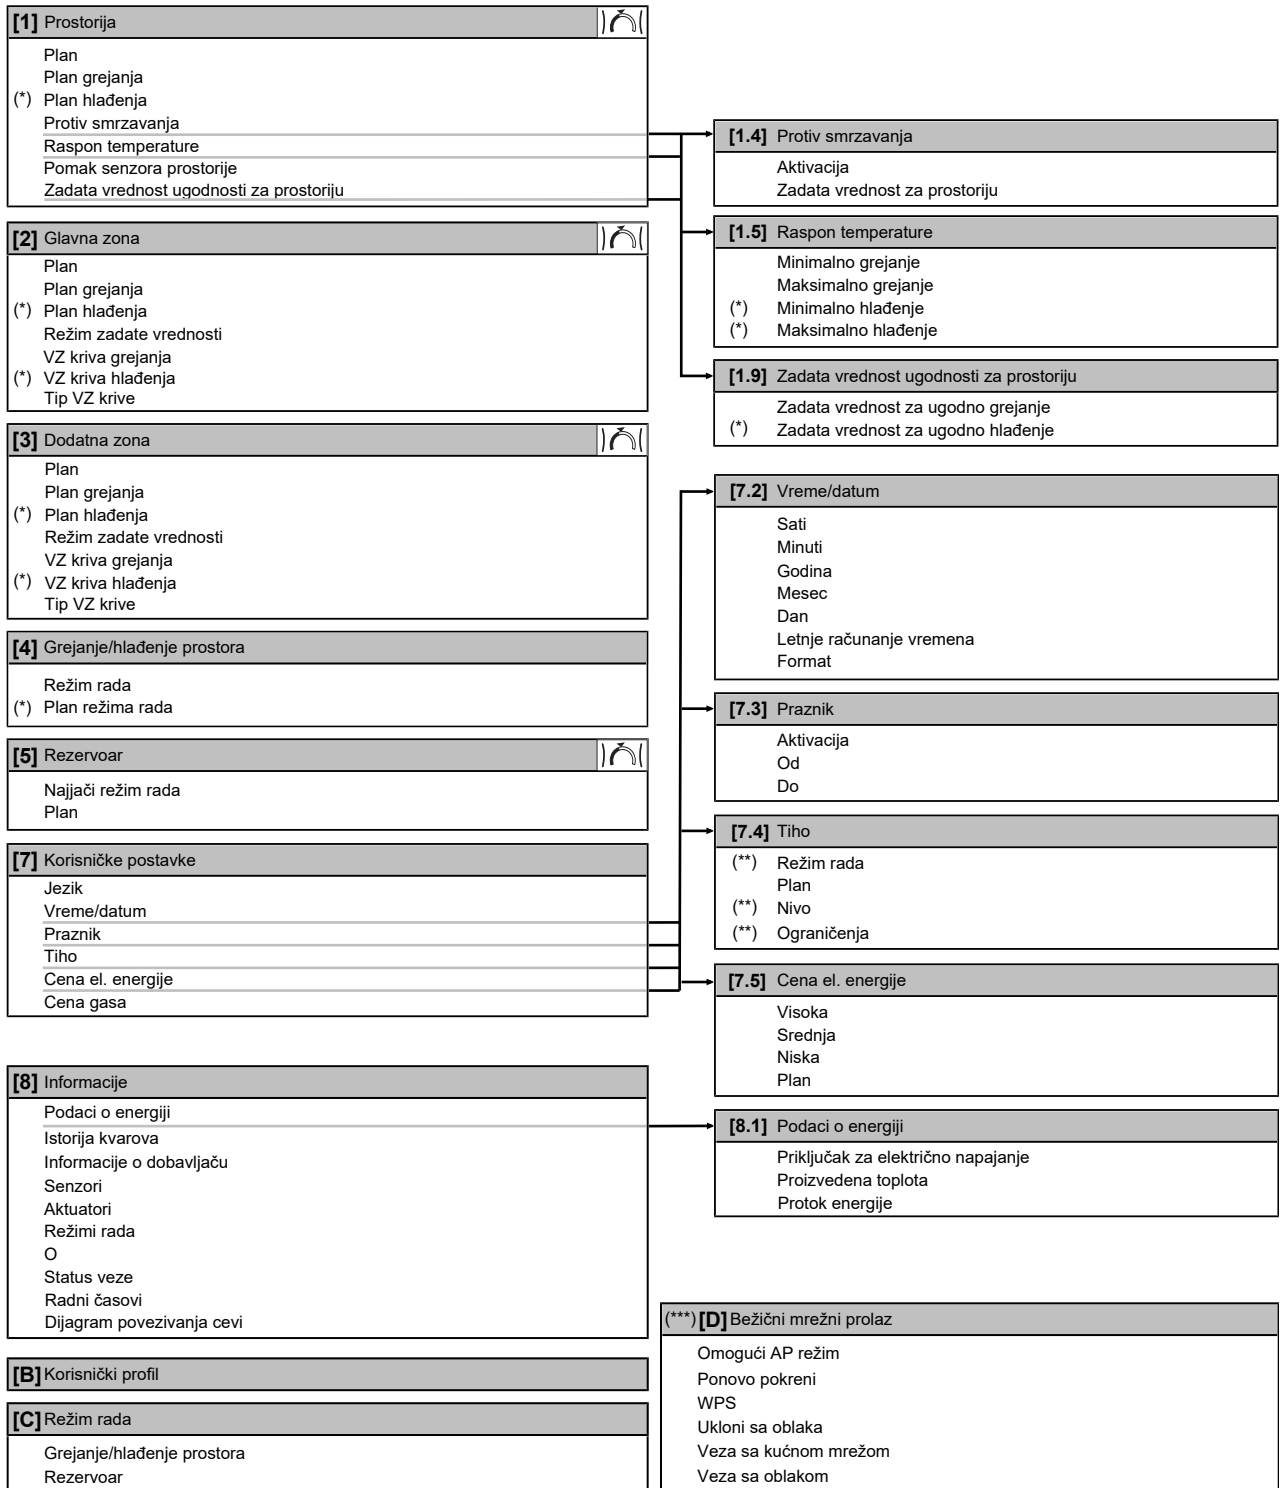 [1] Prostorija
Plan
Plan grejanja
(*) Plan hlađenja
Protiv smrzavanja
Raspon temperature
Pomak senzora prostorije
Zadata vrednost ugodnosti za prostoriju
[2] Glavna zona
Plan
Plan grejanja
(*) Plan hlađenja
Režim zadate vrednosti
VZ kriva grejanja
(*) VZ kriva hlađenja
Tip VZ krive
[3] Dodatna zona
Plan
Plan grejanja
(*) Plan hlađenja
Režim zadate vrednosti
VZ kriva grejanja
(*) VZ kriva hlađenja
Tip VZ krive
[4] Grejanje/hlađenje prostora
Režim rada
(*) Plan režima rada
[5] Rezervoar
Najjači režim rada
Plan
[7] Korisničke postavke
Jezik
Vreme/datum
Praznik
Tiho
Cena el. energije
Cena gasa
[8] Informacije
Podaci o energiji
Istorija kvarova
Informacije o dobavljaču
Senzori
Aktuatori
Režimi rada
O
Status veze
Radni časovi
Dijagram povezivanja cevi
[B] Korisnički profil
[C] Režim rada
Grejanje/hlađenje prostora
Rezervoar
[1.4] Protiv smrzavanja
Aktivacija
Zadata vrednost za prostoriju
[1.5] Raspon temperature
Minimalno grejanje
Maksimalno grejanje
(*) Minimalno hlađenje
(*) Maksimalno hlađenje
[1.9] Zadata vrednost ugodnosti za prostoriju
Zadata vrednost za ugodno grejanje
(*) Zadata vrednost za ugodno hlađenje
[7.2] Vreme/datum
Sati
Minuti
Godina
Mesec
Dan
Letnje računanje vremena
Format
[7.3] Praznik
Aktivacija
Od
Do
[7.4] Tiho
(**) Režim rada
Plan
(**) Nivo
(**) Ograničenja
[7.5] Cena el. energije
Visoka
Srednja
Niska
Plan
[8.1] Podaci o energiji
Priključak za električno napajanje
Proizvedena toplota
Protok energije
(***) [D] Bežični mrežni prolaz
Omogući AP režim
Ponovo pokreni
WPS
Ukloni sa oblaka
Veza sa kućnom mrežom
Veza sa oblakom